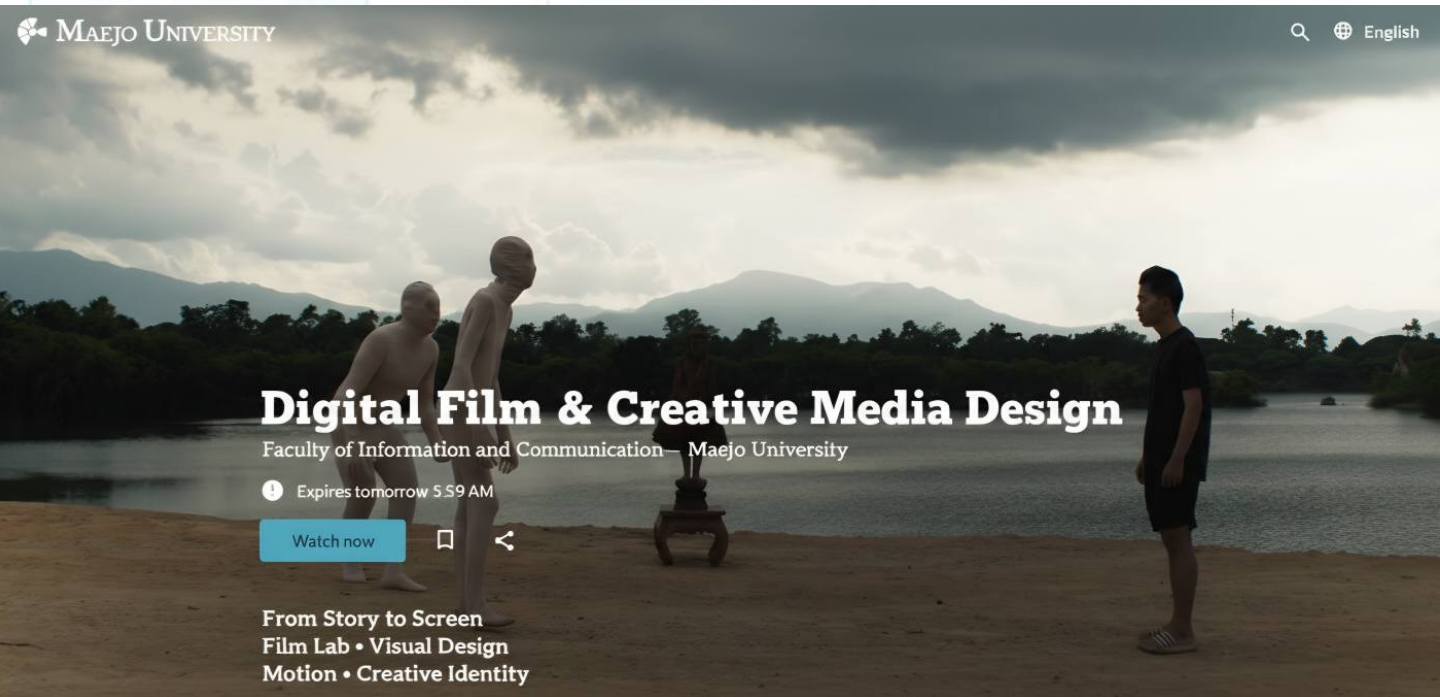 MAEJO UNIVERSITY
English
Digital Film & Creative Media Design
Faculty of Information and Communication – Maejo University
Expires tomorrow 5.59 AM
Watch now
From Story to Screen
Film Lab • Visual Design
Motion • Creative Identity